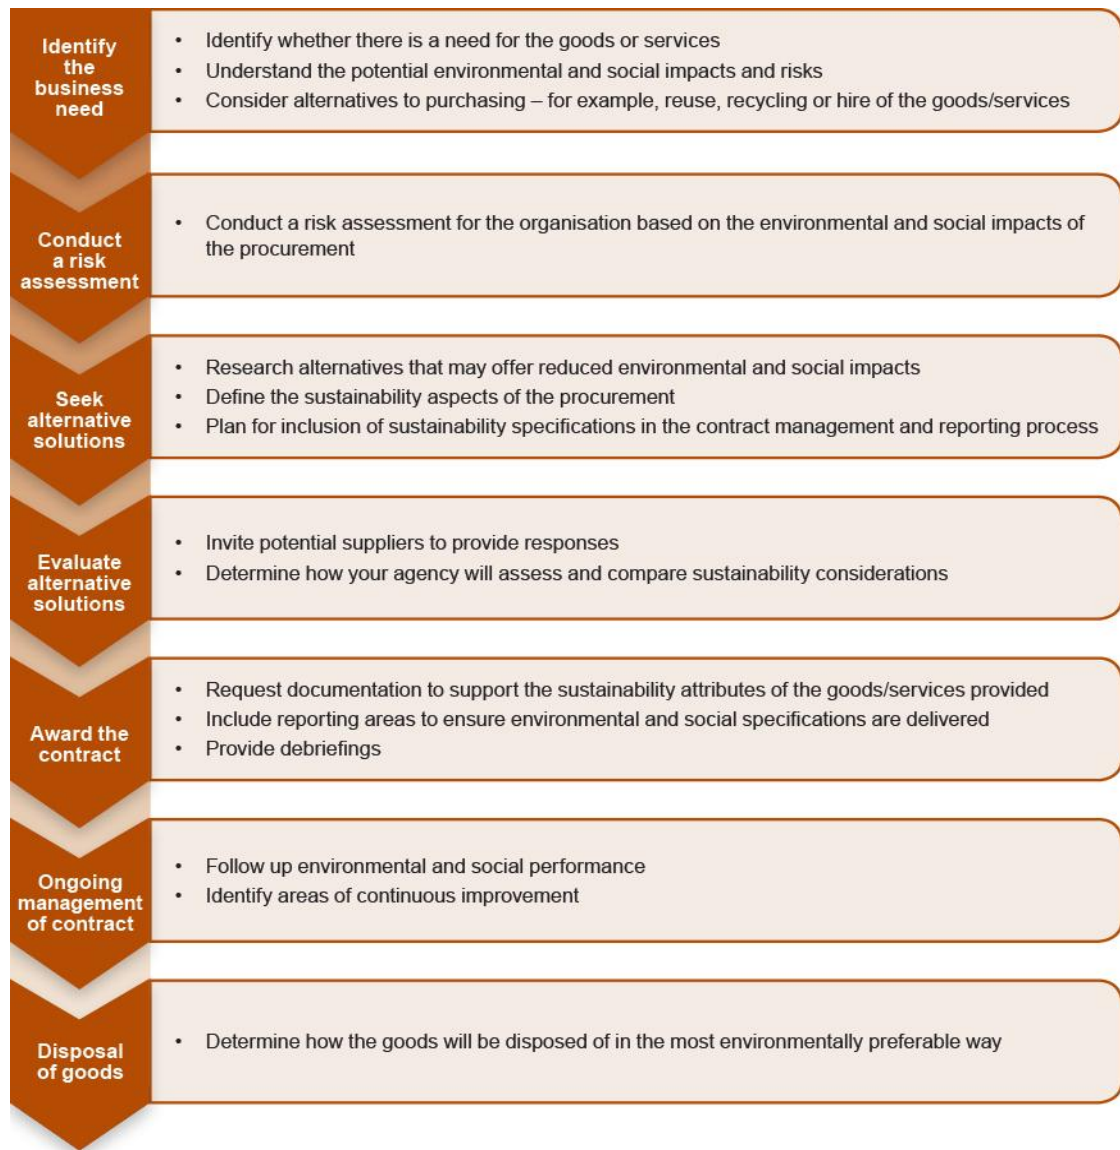 Identify
the
business
need
• Identify whether there is a need for the goods or services
• Understand the potential environmental and social impacts and risks
• Consider alternatives to purchasing – for example, reuse, recycling or hire of the goods/services
Conduct
a risk
assessment
• Conduct a risk assessment for the organisation based on the environmental and social impacts of
the procurement
Seek
alternative
solutions
• Research alternatives that may offer reduced environmental and social impacts
• Define the sustainability aspects of the procurement
• Plan for inclusion of sustainability specifications in the contract management and reporting process
Evaluate
alternative
solutions
• Invite potential suppliers to provide responses
• Determine how your agency will assess and compare sustainability considerations
Award the
contract
• Request documentation to support the sustainability attributes of the goods/services provided
• Include reporting areas to ensure environmental and social specifications are delivered
• Provide debriefings
Ongoing
management
of contract
• Follow up environmental and social performance
• Identify areas of continuous improvement
Disposal
of goods
• Determine how the goods will be disposed of in the most environmentally preferable way